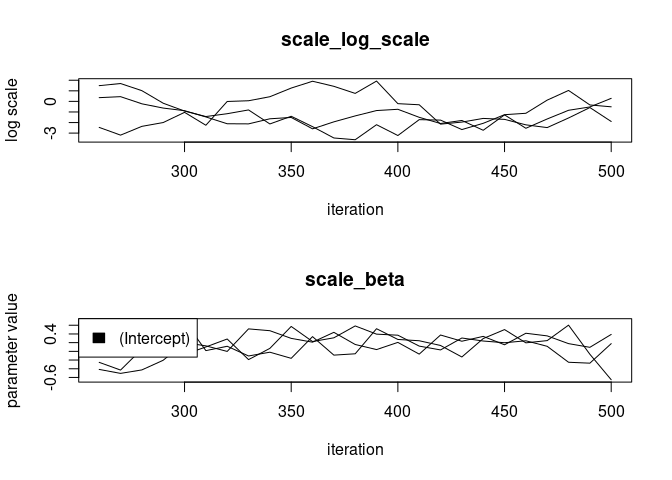 scale_log_scale
log scale
0
-3
300 350 400 450 500
iteration
scale_beta
parameter value
0.4
-0.6
(Intercept)
300 350 400 450 500
iteration